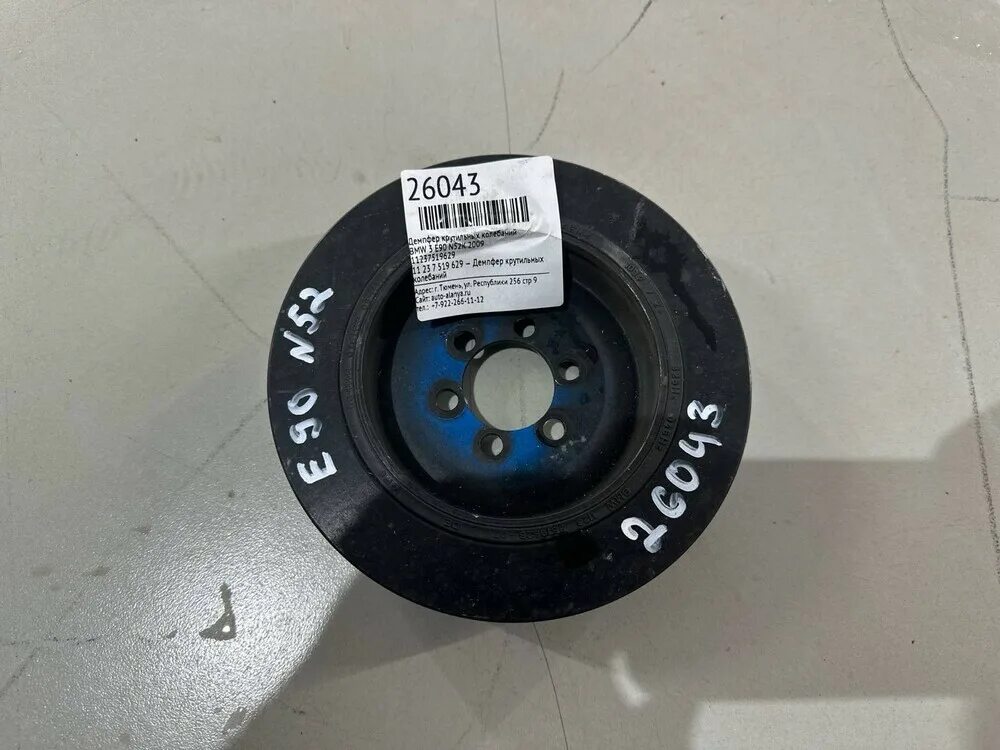 26043
Демпфер крутильных колебаний
BMW 3 E90 N52K 2009
11237519629
11 23 7 519 629 — Демпфер крутильных
колебаний
Адрес: г. Тюмень, ул. Республики 256 стр 9
Сайт: auto-alanya.ru
тел.: +7-922-266-11-12
E90 N52
26043